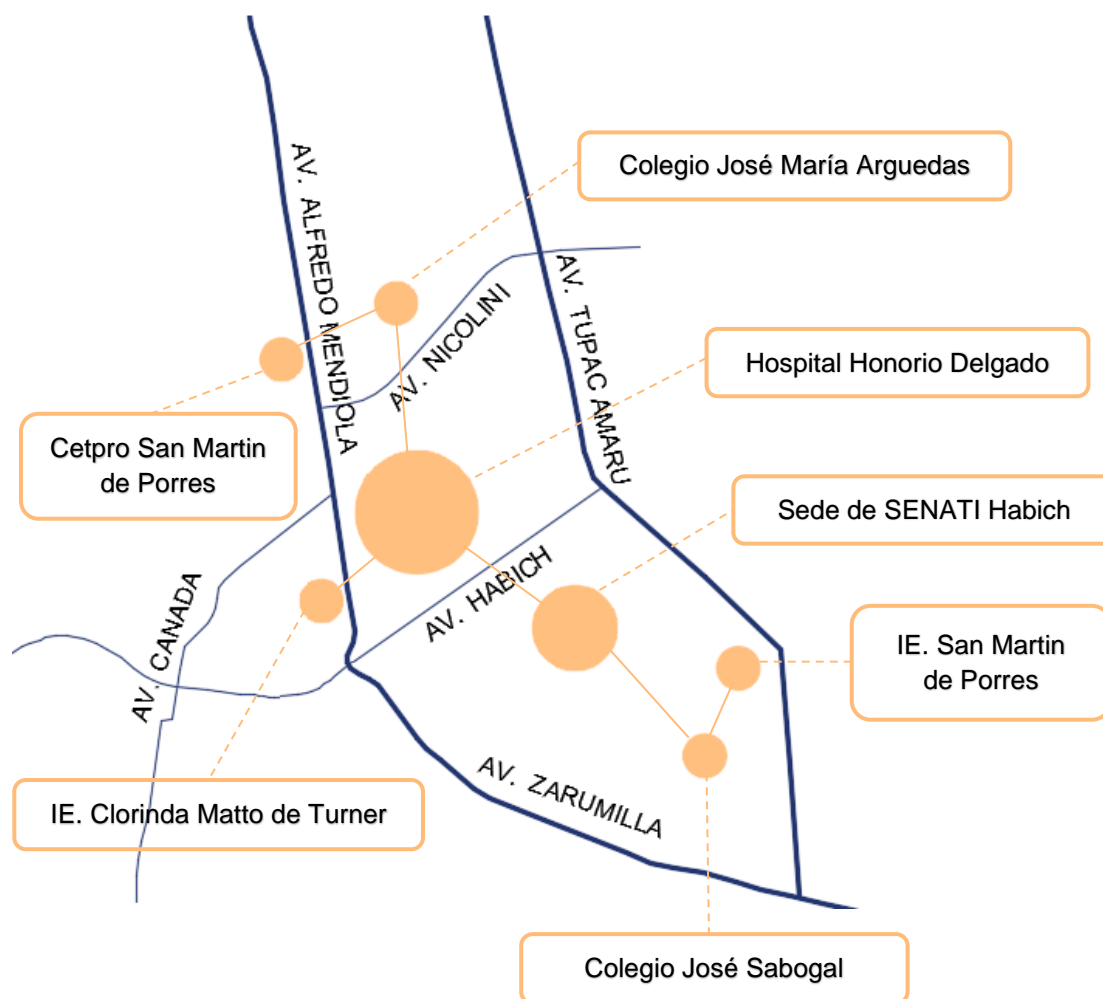 Colegio José María Arguedas
AV. ALFREDO MENDIOLA
AV. NICOLINI
AV. TUPAC AMARU
Hospital Honorio Delgado
Cetpro San Martin
de Porres
Sede de SENATI Habich
AV. HABICH
AV. CANADA
IE. San Martin
de Porres
AV. ZARUMILLA
IE. Clorinda Matto de Turner
Colegio José Sabogal